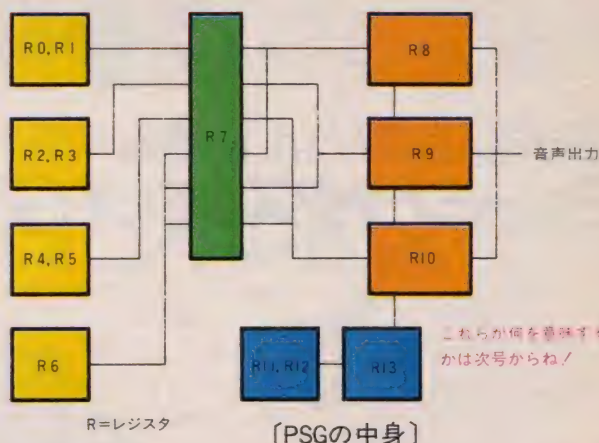 R0,R1
R8
R2,R3
R7
R9
音声出力
R4,R5
R10
R6
R11,R12
R13
これらが何を意味する
かは次号からね!
R=レジスタ
〔PSGの中身〕